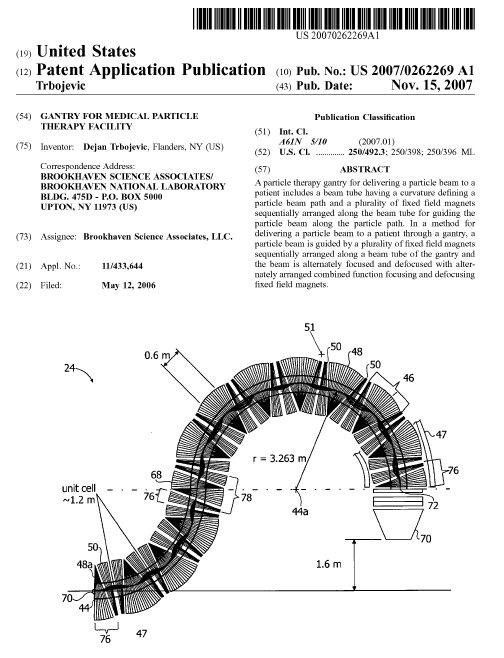 US 20070262269A1
(19) United States
(12) Patent Application Publication (10) Pub. No.: US 2007/0262269 A1
Trbojevic (43) Pub. Date: Nov. 15, 2007
(54) GANTRY FOR MEDICAL PARTICLE
THERAPY FACILITY
(75) Inventor: Dejan Trbojevic, Flanders, NY (US)
Correspondence Address:
BROOKHAVEN SCIENCE ASSOCIATES/
BROOKHAVEN NATIONAL LABORATORY
BLDG. 475D - P.O. BOX 5000
UPTON, NY 11973 (US)
(73) Assignee: Brookhaven Science Associates, LLC.
(21) Appl. No.: 11/433,644
(22) Filed: May 12, 2006
Publication Classification
(51) Int. Cl.
A61N 5/10 (2007.01)
(52) U.S. Cl. .............. 250/492.3; 250/398; 250/396 ML
(57) ABSTRACT
A particle therapy gantry for delivering a particle beam to a
patient includes a beam tube having a curvature defining a
particle beam path and a plurality of fixed field magnets
sequentially arranged along the beam tube for guiding the
particle beam along the particle path. In a method for
delivering a particle beam to a patient through a gantry, a
particle beam is guided by a plurality of fixed field magnets
sequentially arranged along a beam tube of the gantry and
the beam is alternately focused and defocused with alter-
nately arranged combined function focusing and defocusing
fixed field magnets.
51
50
48
0.6 m
50
46
24
47
r = 3.263 m
68
76
76
78
unit cell
~1.2 m
44a
72
50
70
48a
1.6 m
70
44
76
47